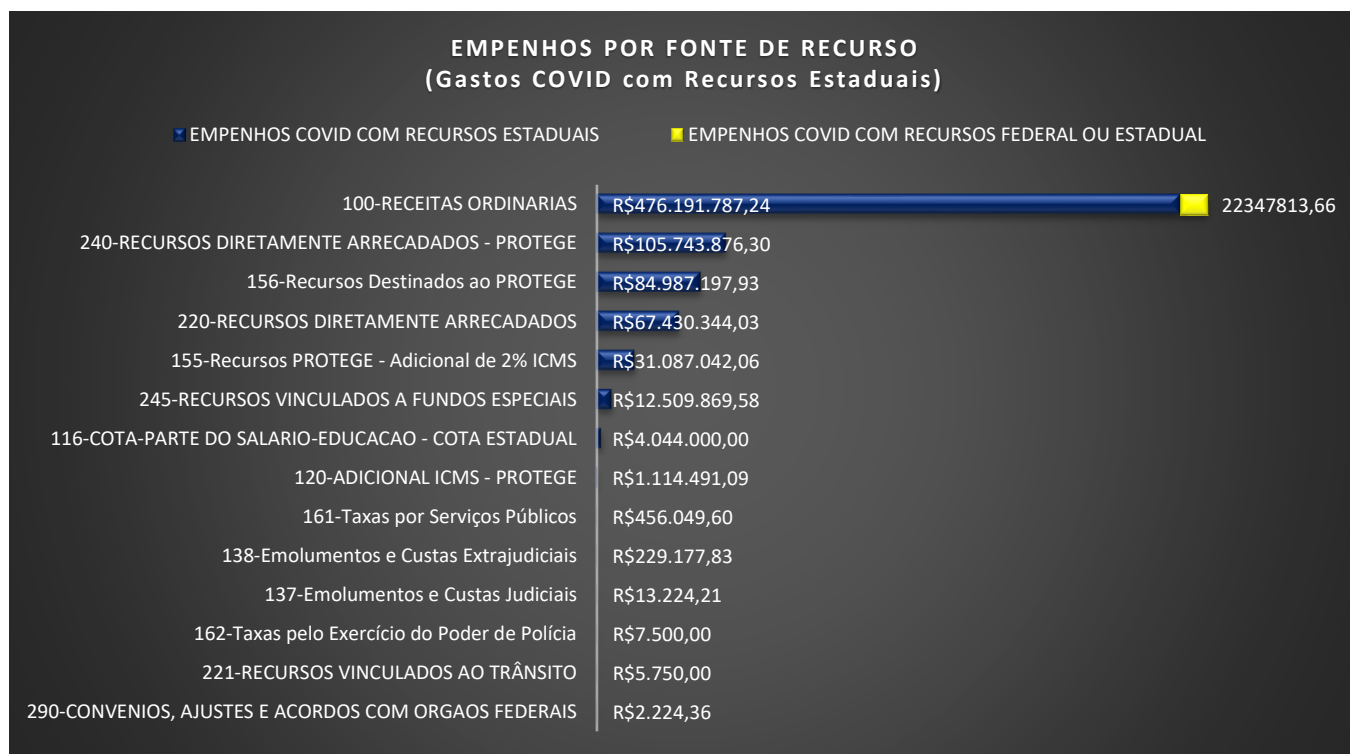 EMPENHOS POR FONTE DE RECURSO
(Gastos COVID com Recursos Estaduais)
EMPENHOS COVID COM RECURSOS ESTADUAIS EMPENHOS COVID COM RECURSOS FEDERAL OU ESTADUAL
100-RECEITAS ORDINARIAS R$476.191.787,24 22347813,66
240-RECURSOS DIRETAMENTE ARRECADADOS - PROTEGE R$105.743.876,30
156-Recursos Destinados ao PROTEGE R$84.987.197,93
220-RECURSOS DIRETAMENTE ARRECADADOS R$67.430.344,03
155-Recursos PROTEGE - Adicional de 2% ICMS R$31.087.042,06
245-RECURSOS VINCULADOS A FUNDOS ESPECIAIS R$12.509.869,58
116-COTA-PARTE DO SALARIO-EDUCACAO - COTA ESTADUAL R$4.044.000,00
120-ADICIONAL ICMS - PROTEGE R$1.114.491,09
161-Taxas por Serviços Públicos R$456.049,60
138-Emolumentos e Custas Extrajudiciais R$229.177,83
137-Emolumentos e Custas Judiciais R$13.224,21
162-Taxas pelo Exercício do Poder de Polícia R$7.500,00
221-RECURSOS VINCULADOS AO TRÂNSITO R$5.750,00
290-CONVENIOS, AJUSTES E ACORDOS COM ORGAOS FEDERAIS R$2.224,36